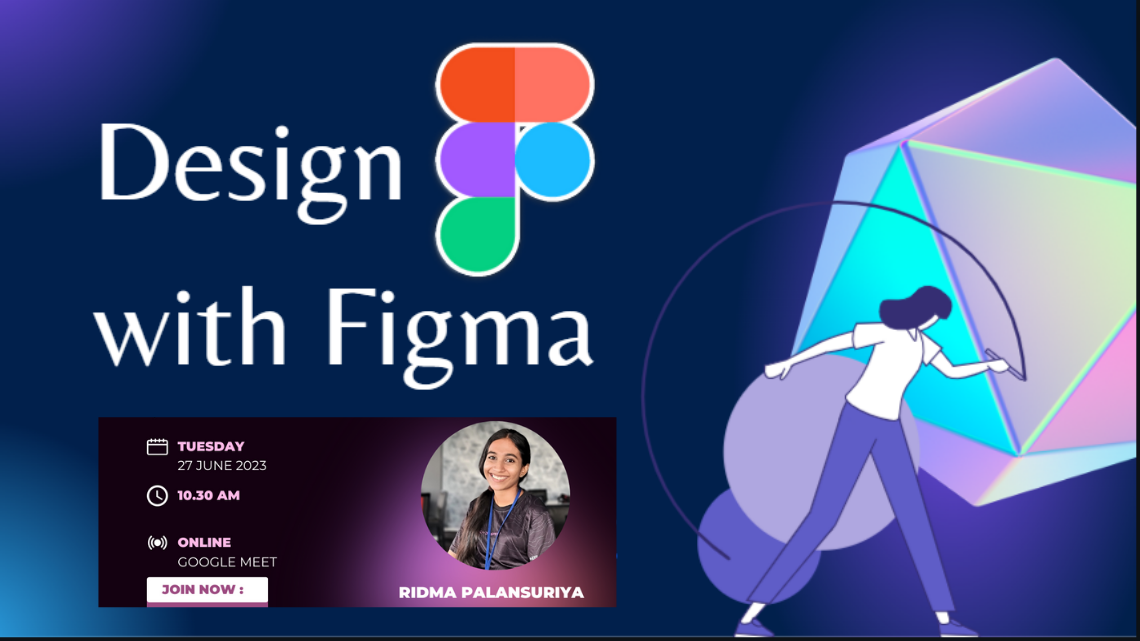 Design
with Figma
TUESDAY
27 JUNE 2023
10.30 AM
ONLINE
GOOGLE MEET
JOIN NOW :
RIDMA PALANSURIYA